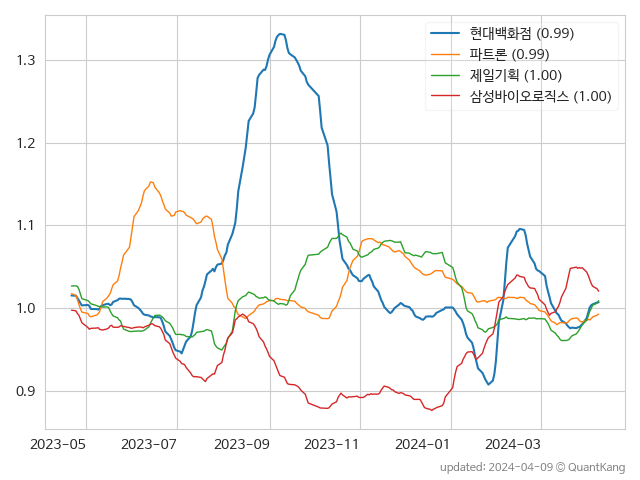 현대백화점 (0.99)
파트론 (0.99)
제일기획 (1.00)
삼성바이오로직스 (1.00)
1.3
1.2
1.1
1.0
0.9
2023-05 2023-07 2023-09 2023-11 2024-01 2024-03
updated: 2024-04-09 © QuantKang